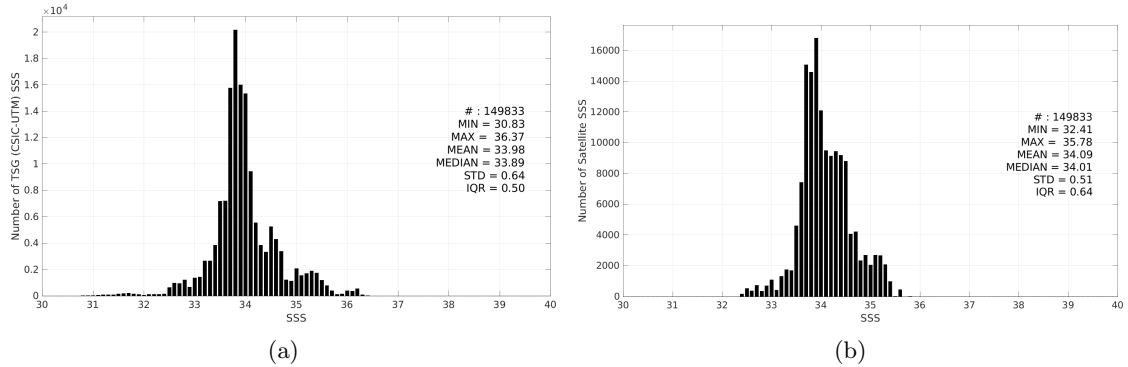 ×10⁴
2
1.8
1.6
1.4
1.2
1
0.8
0.6
0.4
0.2
0
Number of TSG (CSIC-UTM) SSS
# : 149833
MIN = 30.83
MAX = 36.37
MEAN = 33.98
MEDIAN = 33.89
STD = 0.64
IQR = 0.50
30 31 32 33 34 35 36 37 38 39 40
SSS
(a)
16000
14000
12000
10000
8000
6000
4000
2000
0
Number of Satellite SSS
# : 149833
MIN = 32.41
MAX = 35.78
MEAN = 34.09
MEDIAN = 34.01
STD = 0.51
IQR = 0.64
30 31 32 33 34 35 36 37 38 39 40
SSS
(b)